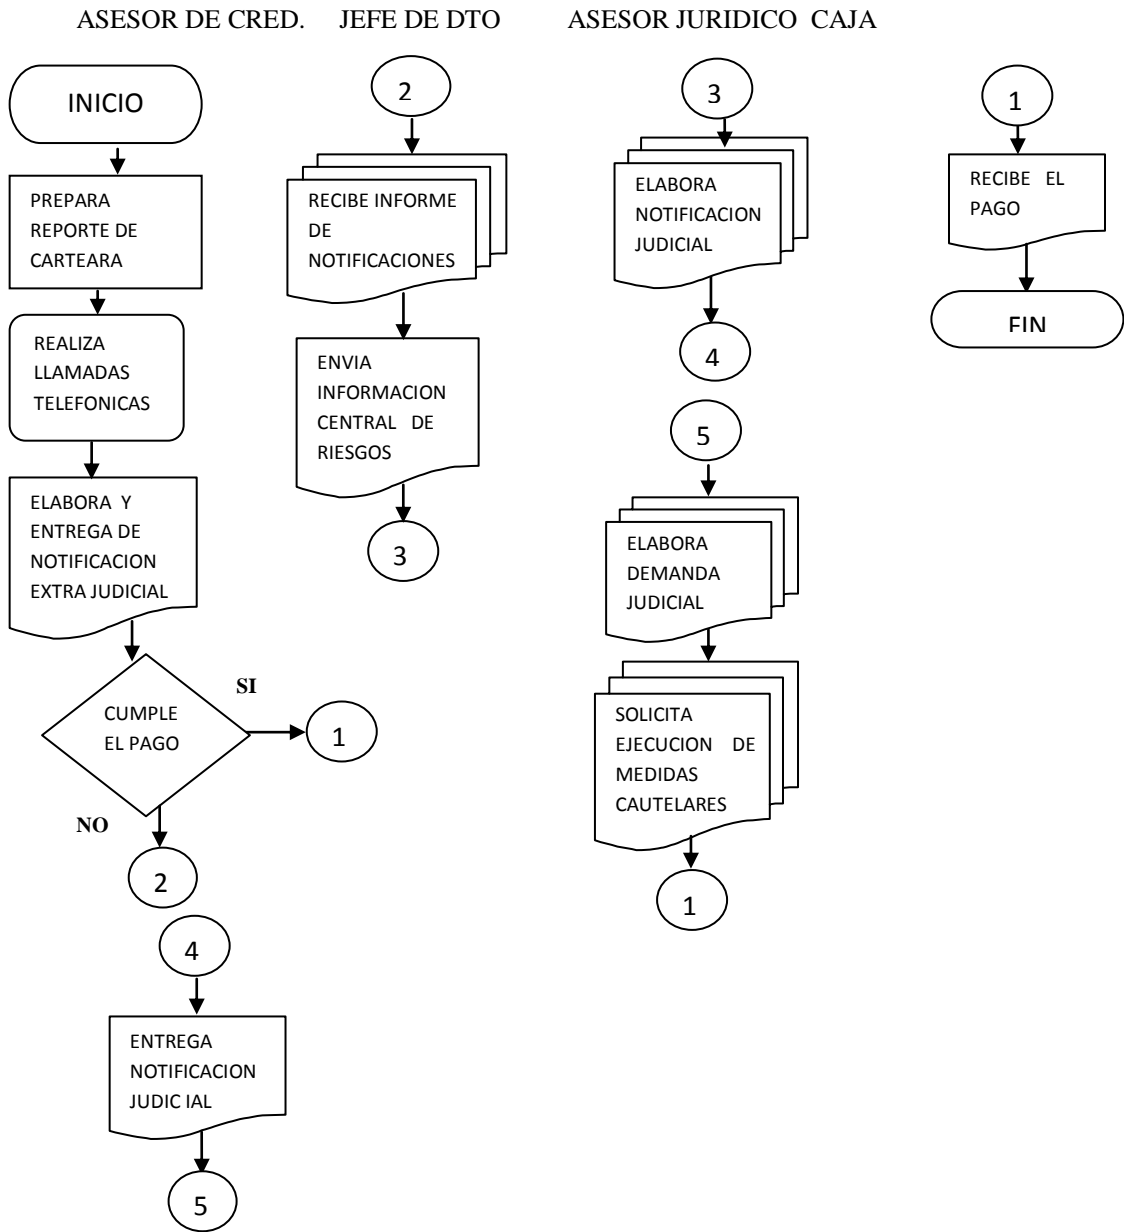 ASESOR DE CRED. JEFE DE DTO ASESOR JURIDICO CAJA
INICIO
PREPARA
REPORTE DE
CARTEARA
REALIZA
LLAMADAS
TELEFONICAS
ELABORA Y
ENTREGA DE
NOTIFICACION
EXTRA JUDICIAL
CUMPLE
EL PAGO
SI
1
NO
2
4
ENTREGA
NOTIFICACION
JUDIC IAL
5
2
RECIBE INFORME
DE
NOTIFICACIONES
ENVIA
INFORMACION
CENTRAL DE
RIESGOS
3
3
ELABORA
NOTIFICACION
JUDICIAL
4
5
ELABORA
DEMANDA
JUDICIAL
SOLICITA
EJECUCION DE
MEDIDAS
CAUTELARES
1
1
RECIBE EL
PAGO
FIN